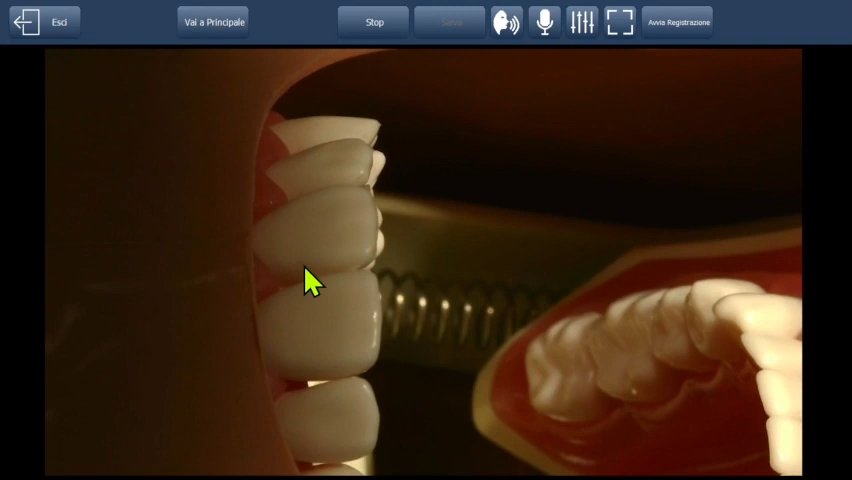 Esci
Vai a Principale
Stop
Salva
Avvia Registrazione